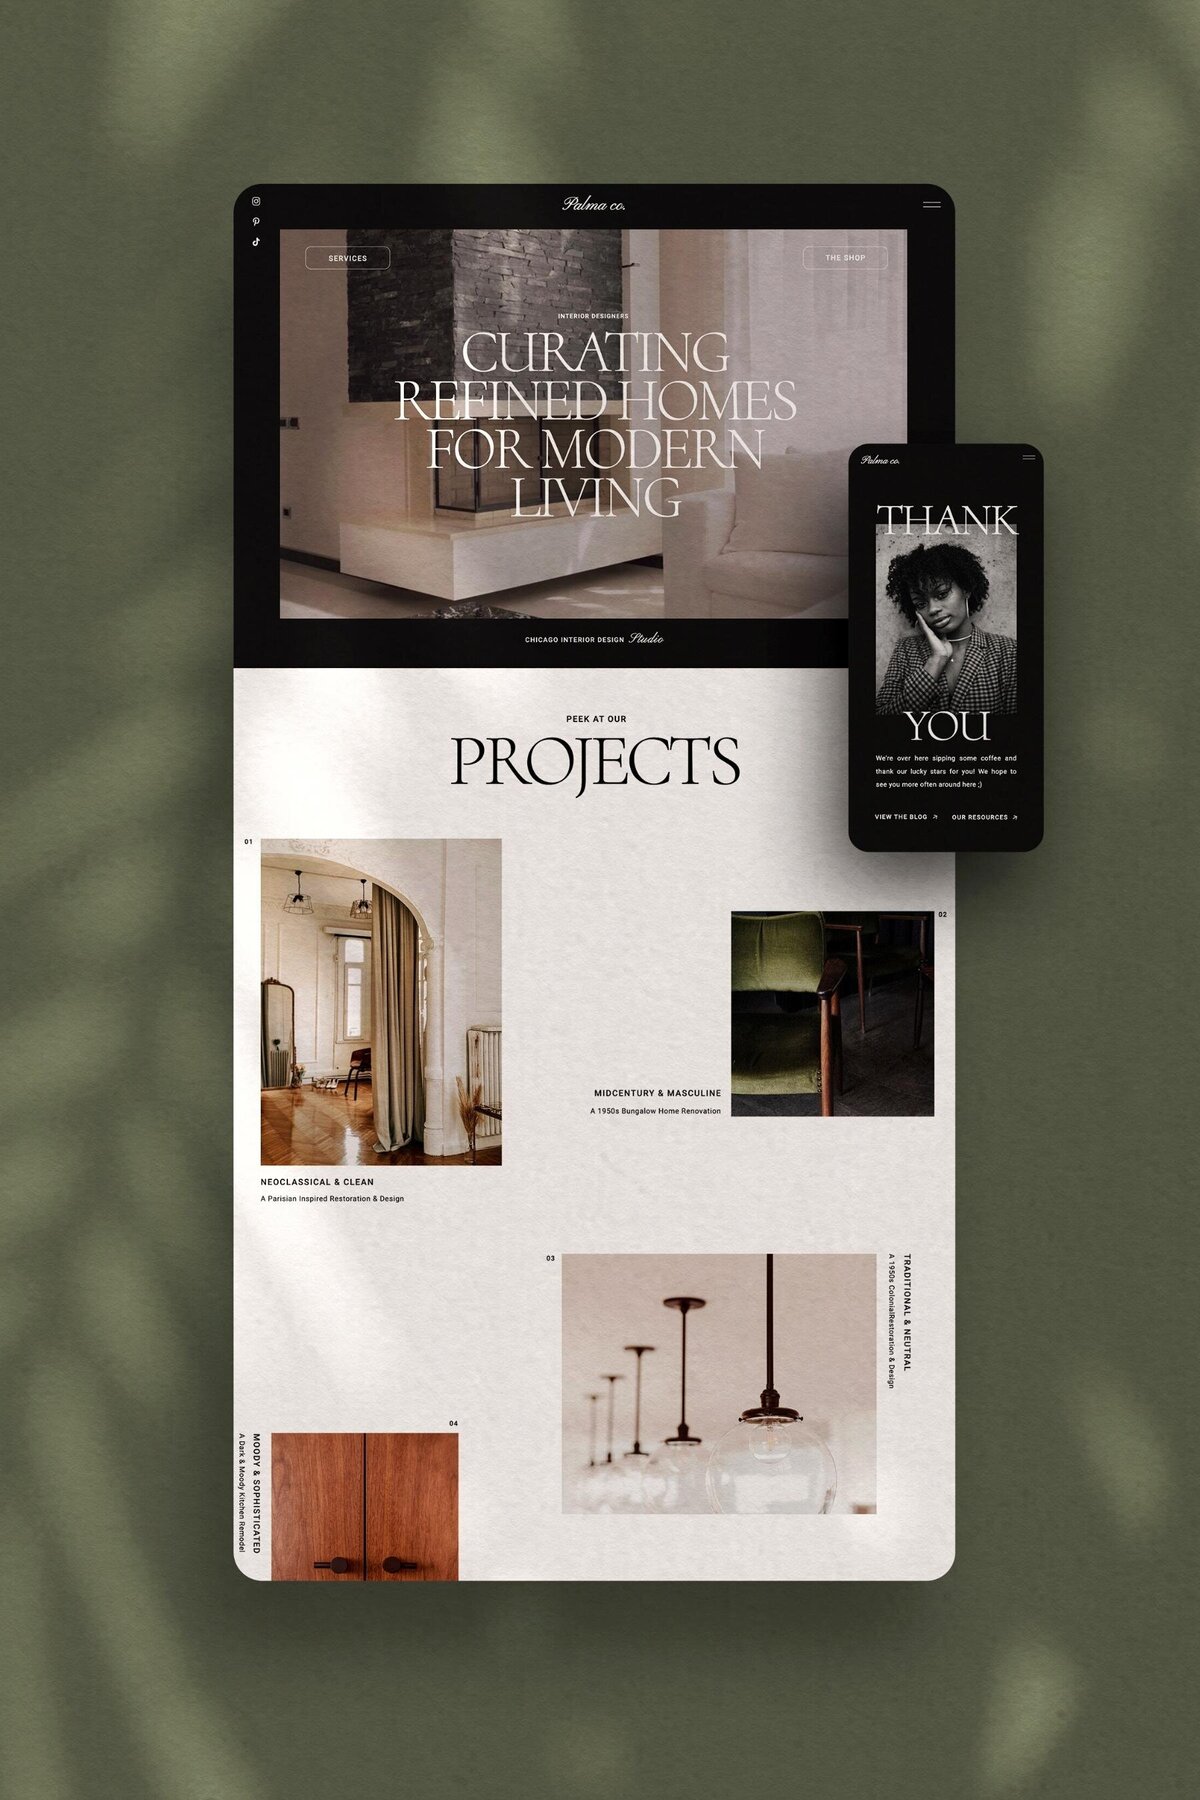 Palma co.
SERVICES
THE SHOP
INTERIOR DESIGNERS
CURATING
REFINED HOMES
FOR MODERN
LIVING
CHICAGO INTERIOR DESIGN Studio
Palma co.
THANK
YOU
We're over here sipping some coffee and
thank our lucky stars for you! We hope to
see you more often around here ;)
VIEW THE BLOG
OUR RESOURCES
PEEK AT OUR
PROJECTS
01
NEOCLASSICAL & CLEAN
A Parisian Inspired Restoration & Design
02
MIDCENTURY & MASCULINE
A 1950s Bungalow Home Renovation
03
TRADITIONAL & NEUTRAL
A 1950s ColonialRestoration & Design
04
MOODY & SOPHISTICATED
A Dark & Moody Kitchen Remodel